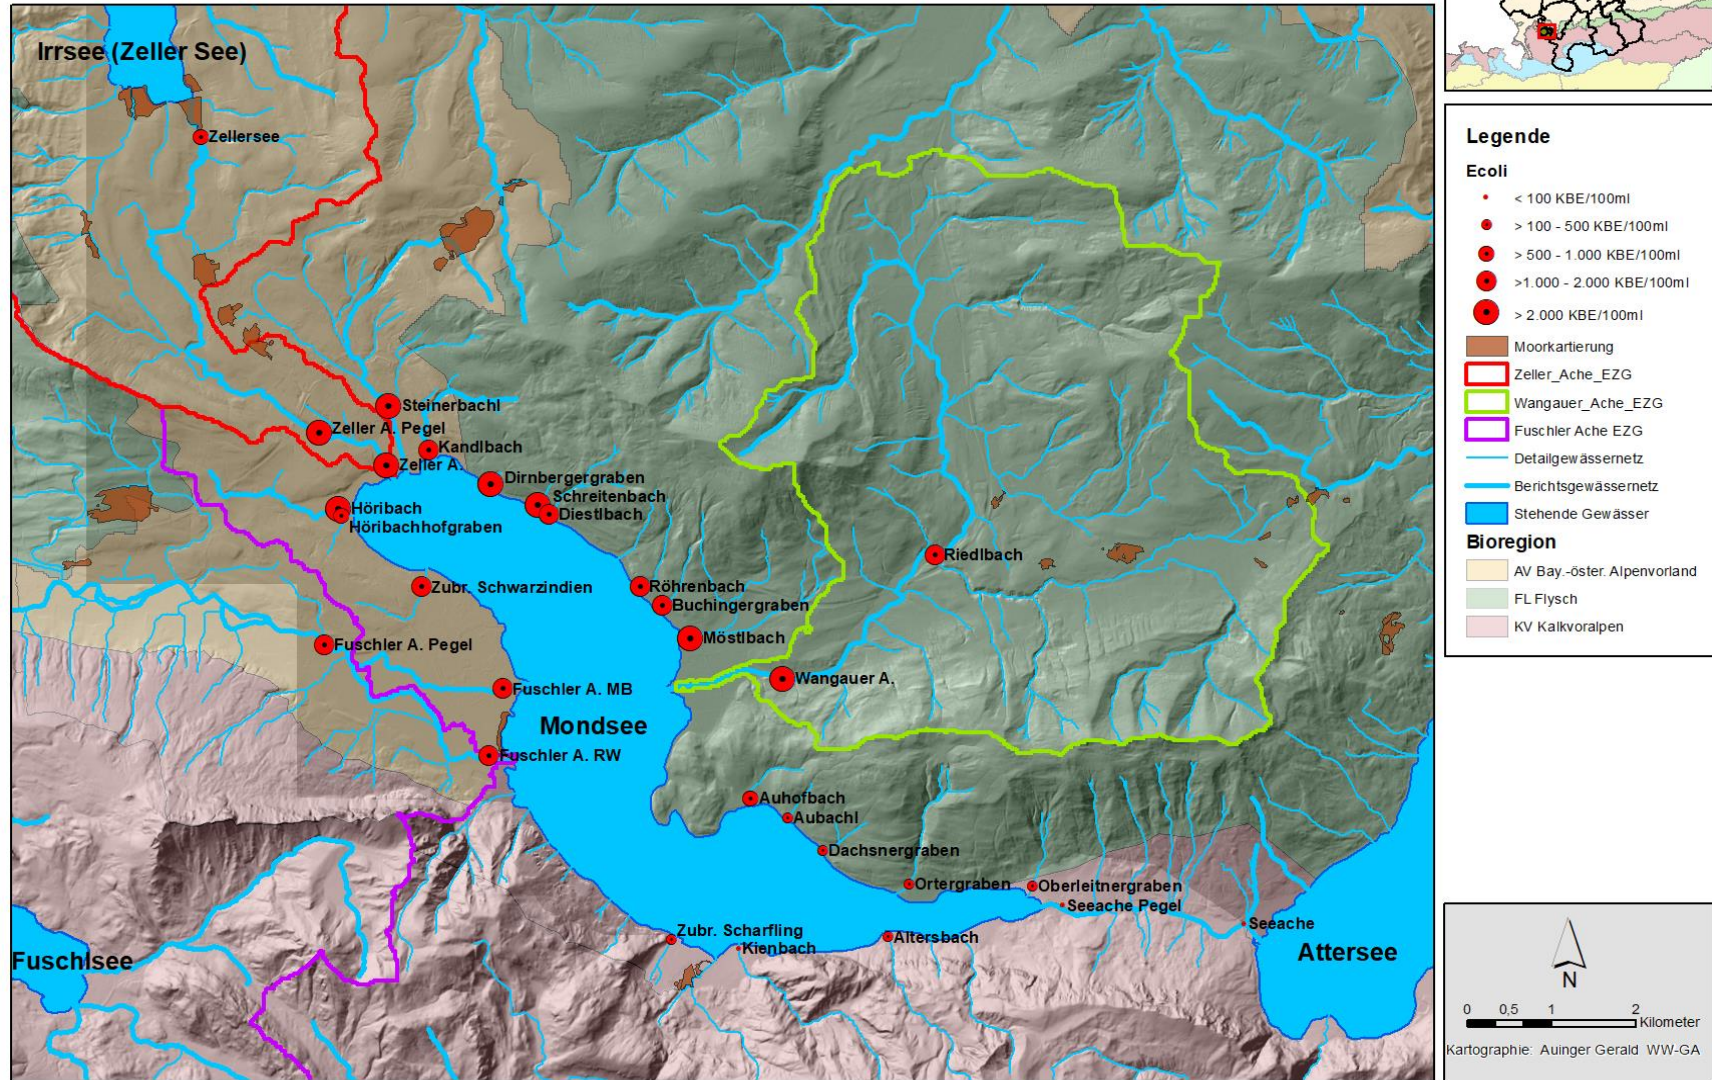 Irrsee (Zeller See)
Zellersee
Steinerbachl
Zeller A. Pegel
Kandlbach
Zeller A.
Dirnbergergraben
Schreitenbach
Diestlbach
Höribach
Höribachhofgraben
Riedlbach
Zubr. Schwarzindien
Röhrenbach
Buchingergraben
Möstlbach
Fuschler A. Pegel
Wangauer A.
Fuschler A. MB
Mondsee
Fuschler A. RW
Auhofbach
Aubachl
Dachsnergraben
Ortergraben
Oberleitnergraben
Seeache Pegel
Seeache
Zubr. Scharfling
Kienbach
Altersbach
Fuschlsee
Attersee
Legende
Ecoli
< 100 KBE/100ml
> 100 - 500 KBE/100ml
> 500 - 1.000 KBE/100ml
>1.000 - 2.000 KBE/100ml
> 2.000 KBE/100ml
Moorkartierung
Zeller_Ache_EZG
Wangauer_Ache_EZG
Fuschler Ache EZG
Detailgewässernetz
Berichtsgewässernetz
Stehende Gewässer
Bioregion
AV Bay.-öster. Alpenvorland
FL Flysch
KV Kalkvoralpen
N
0 0,5 1 2
Kilometer
Kartographie: Auinger Gerald WW-GA